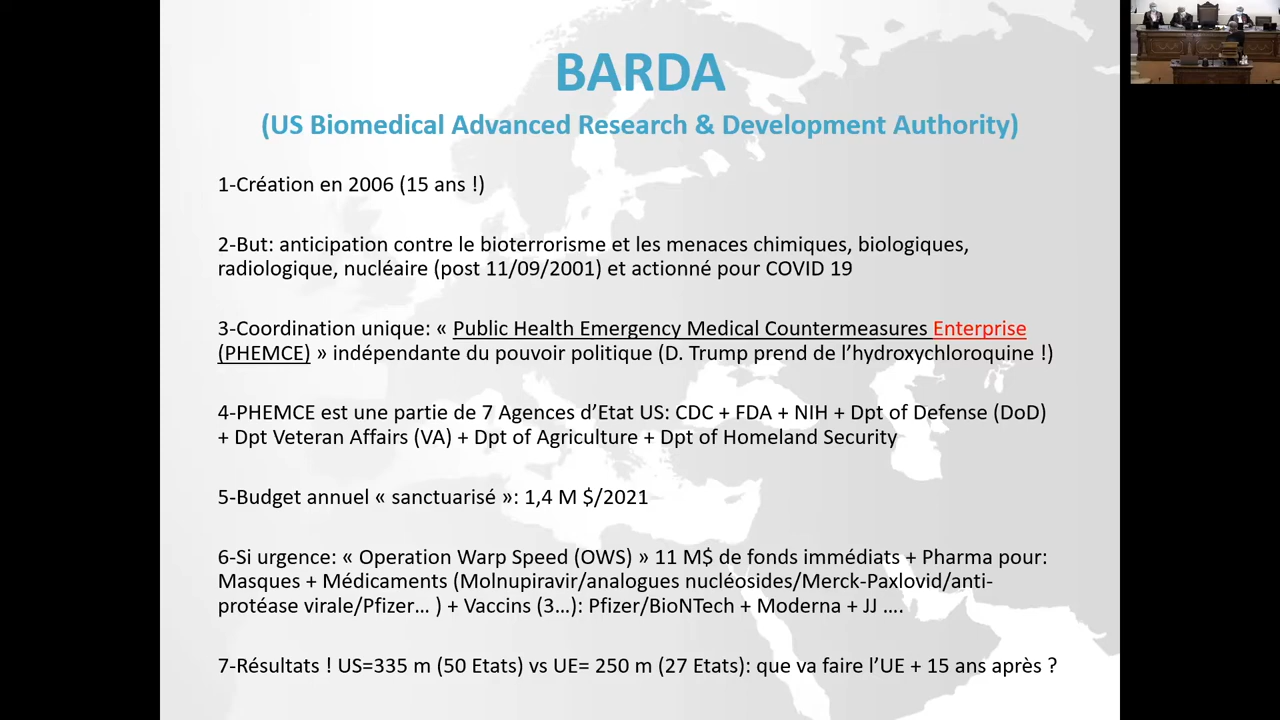 BARDA
(US Biomedical Advanced Research & Development Authority)
1-Création en 2006 (15 ans !)
2-But: anticipation contre le bioterrorisme et les menaces chimiques, biologiques,
radiologique, nucléaire (post 11/09/2001) et actionné pour COVID 19
3-Coordination unique: « Public Health Emergency Medical Countermeasures Enterprise
(PHEMCE) » indépendante du pouvoir politique (D. Trump prend de l’hydroxychloroquine !)
4-PHEMCE est une partie de 7 Agences d’Etat US: CDC + FDA + NIH + Dpt of Defense (DoD)
+ Dpt Veteran Affairs (VA) + Dpt of Agriculture + Dpt of Homeland Security
5-Budget annuel « sanctuarisé »: 1,4 M $/2021
6-Si urgence: « Operation Warp Speed (OWS) » 11 M$ de fonds immédiats + Pharma pour:
Masques + Médicaments (Molnupiravir/analogues nucléosides/Merck-Paxlovid/anti-
protéase virale/Pfizer… ) + Vaccins (3…): Pfizer/BioNTech + Moderna + JJ ….
7-Résultats ! US=335 m (50 Etats) vs UE= 250 m (27 Etats): que va faire l’UE + 15 ans après ?